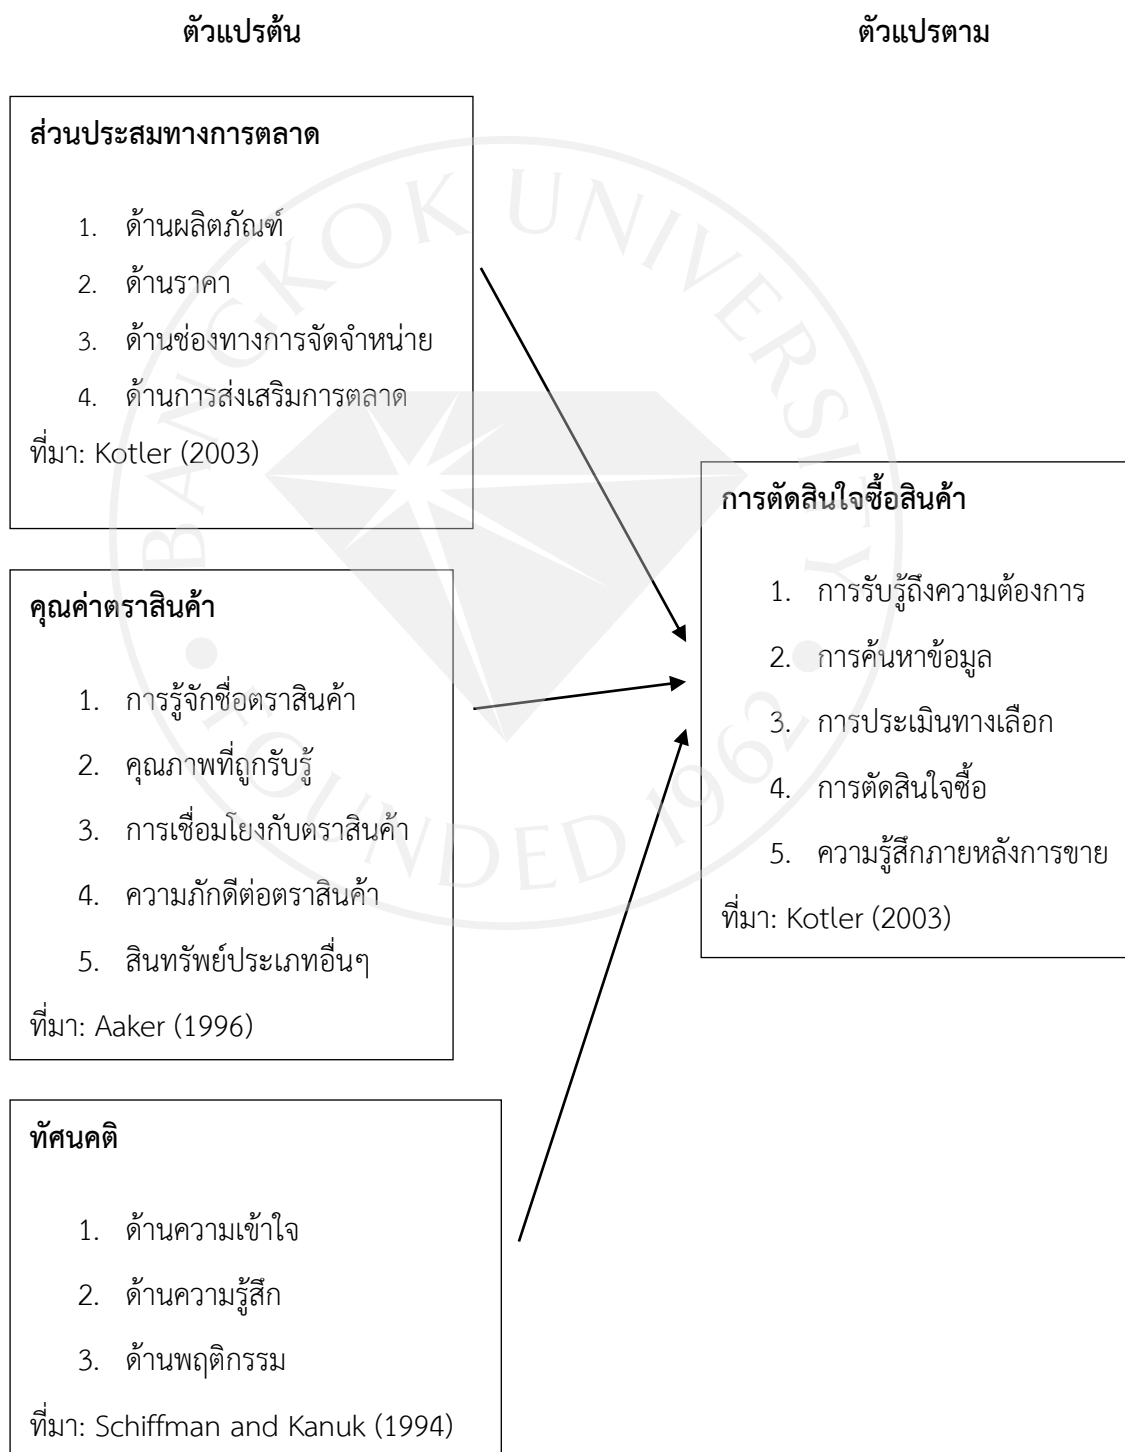 ตัวแปรต้น
ตัวแปรตาม
ส่วนประสมทางการตลาด
1. ด้านผลิตภัณฑ์
2. ด้านราคา
3. ด้านช่องทางการจัดจำหน่าย
4. ด้านการส่งเสริมการตลาด
ที่มา: Kotler (2003)
คุณค่าตราสินค้า
1. การรู้จักชื่อตราสินค้า
2. คุณภาพที่ถูกรับรู้
3. การเชื่อมโยงกับตราสินค้า
4. ความภักดีต่อตราสินค้า
5. สินทรัพย์ประเภทอื่นๆ
ที่มา: Aaker (1996)
ทัศนคติ
1. ด้านความเข้าใจ
2. ด้านความรู้สึก
3. ด้านพฤติกรรม
ที่มา: Schiffman and Kanuk (1994)
การตัดสินใจซื้อสินค้า
1. การรับรู้ถึงความต้องการ
2. การค้นหาข้อมูล
3. การประเมินทางเลือก
4. การตัดสินใจซื้อ
5. ความรู้สึกภายหลังการขาย
ที่มา: Kotler (2003)
BANGKOK UNIVERSITY
FOUNDED 1962